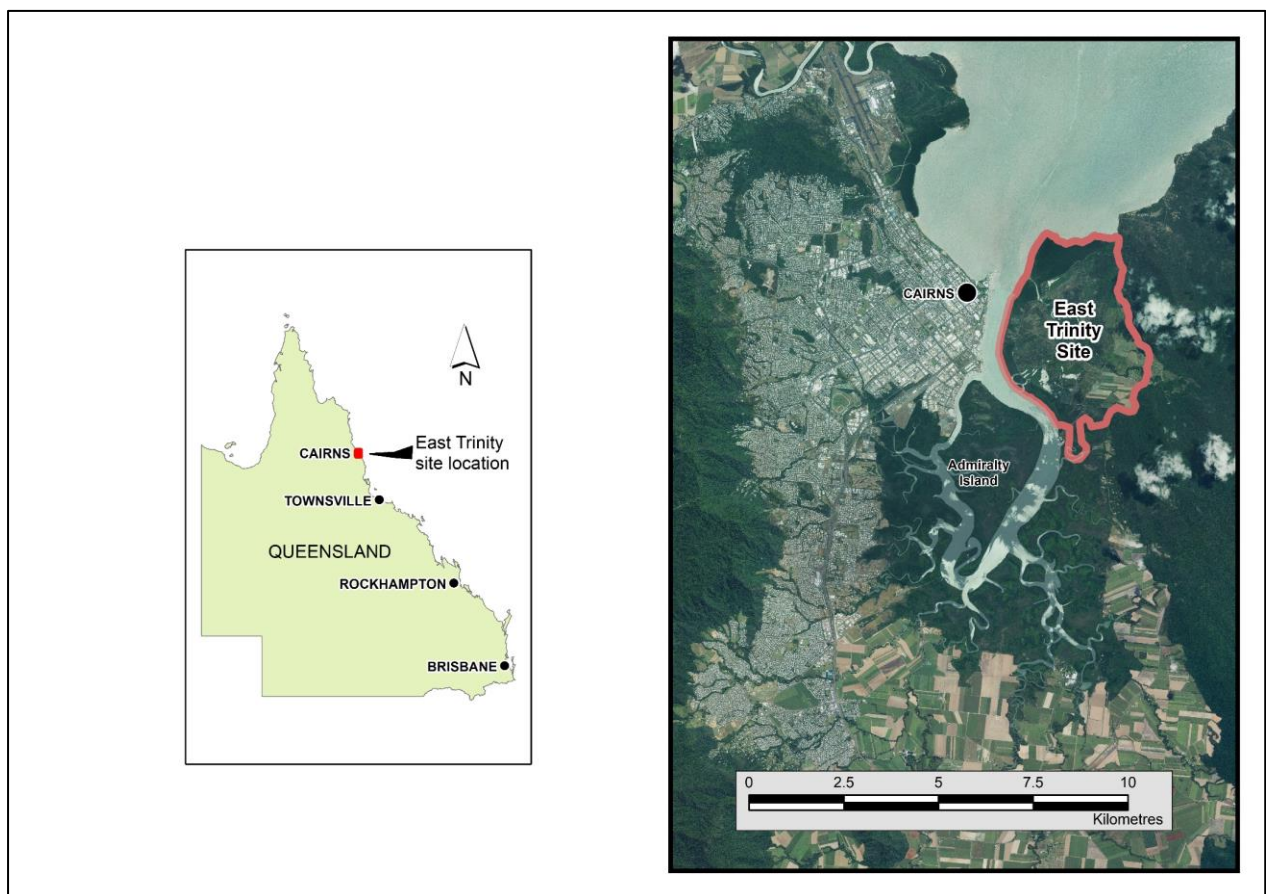 N
CAIRNS
East Trinity
site location
TOWNSVILLE
QUEENSLAND
ROCKHAMPTON
BRISBANE
CAIRNS
East
Trinity
Site
Admiralty
Island
0 2.5 5 7.5 10
Kilometres